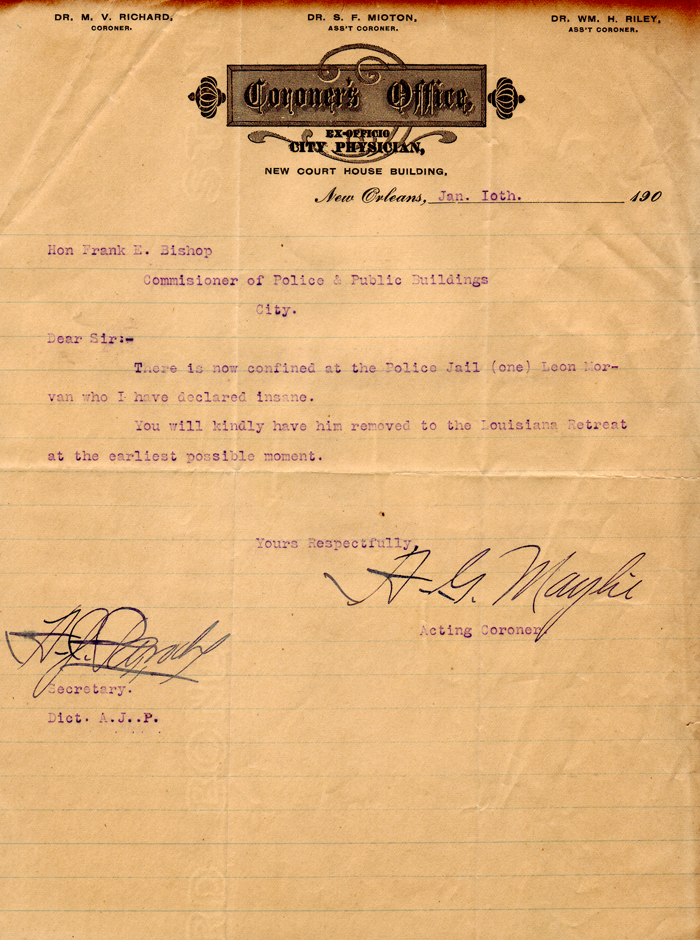 DR. M. V. RICHARD, DR. S. F. MIOTON, DR. WM. H. RILEY,
CORONER. ASS'T CORONER. ASS'T CORONER.
Coroner's Office,
EX-OFFICIO
CITY PHYSICIAN,
NEW COURT HOUSE BUILDING,
New Orleans, Jan. Ioth. 190
Hon Frank E. Bishop
Commisioner of Police & Public Buildings
City.
Dear Sir:-
There is now confined at the Police Jail (one) Leon Mor-
van who I have declared insane.
You will kindly have him removed to the Louisiana Retreat
at the earliest possible moment.
Yours Respectfully,
H. G. Maylie
Acting Coroner.
Secretary.
Dict. A.J..P.